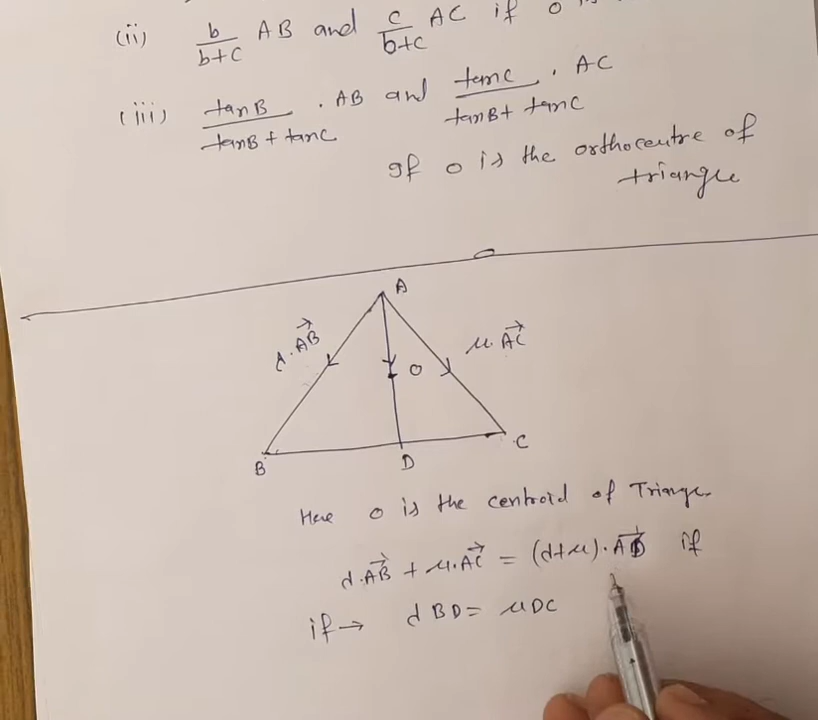 (ii) b/b+c AB and c/b+c AC if o
(iii) tanB/tanB + tanC . AB and tanC/tanB + tanC . AC
If o is the orthocentre of
triangle
A
λ.AB→
μ.AC→
O
B
D
C
Here o is the centroid of Triange.
λ.AB→ + μ.AC→ = (λ+μ).AD→ if
if → λBD = μDC